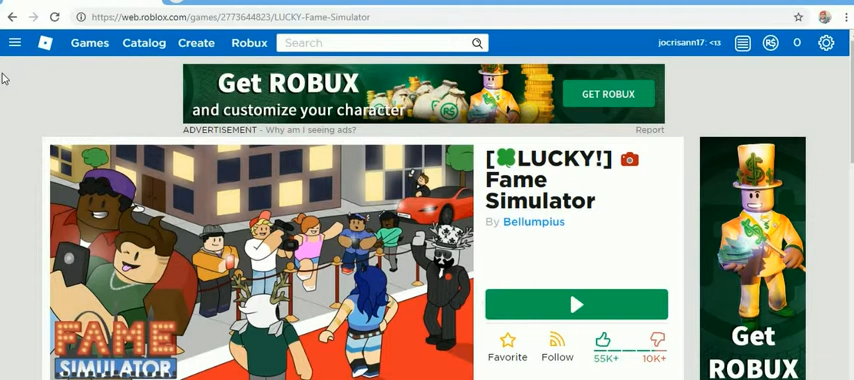 https://web.roblox.com/games/2773644823/LUCKY-Fame-Simulator
Games Catalog Create Robux Search jocrisann17: <13 R$ 0
Get ROBUX
and customize your character
GET ROBUX
ADVERTISEMENT - Why am I seeing ads? Report
[🍀LUCKY!] 📷
Fame
Simulator
By Bellumpius
FAME
SIMULATOR
Favorite Follow 55K+ 10K+
Get
ROBUX